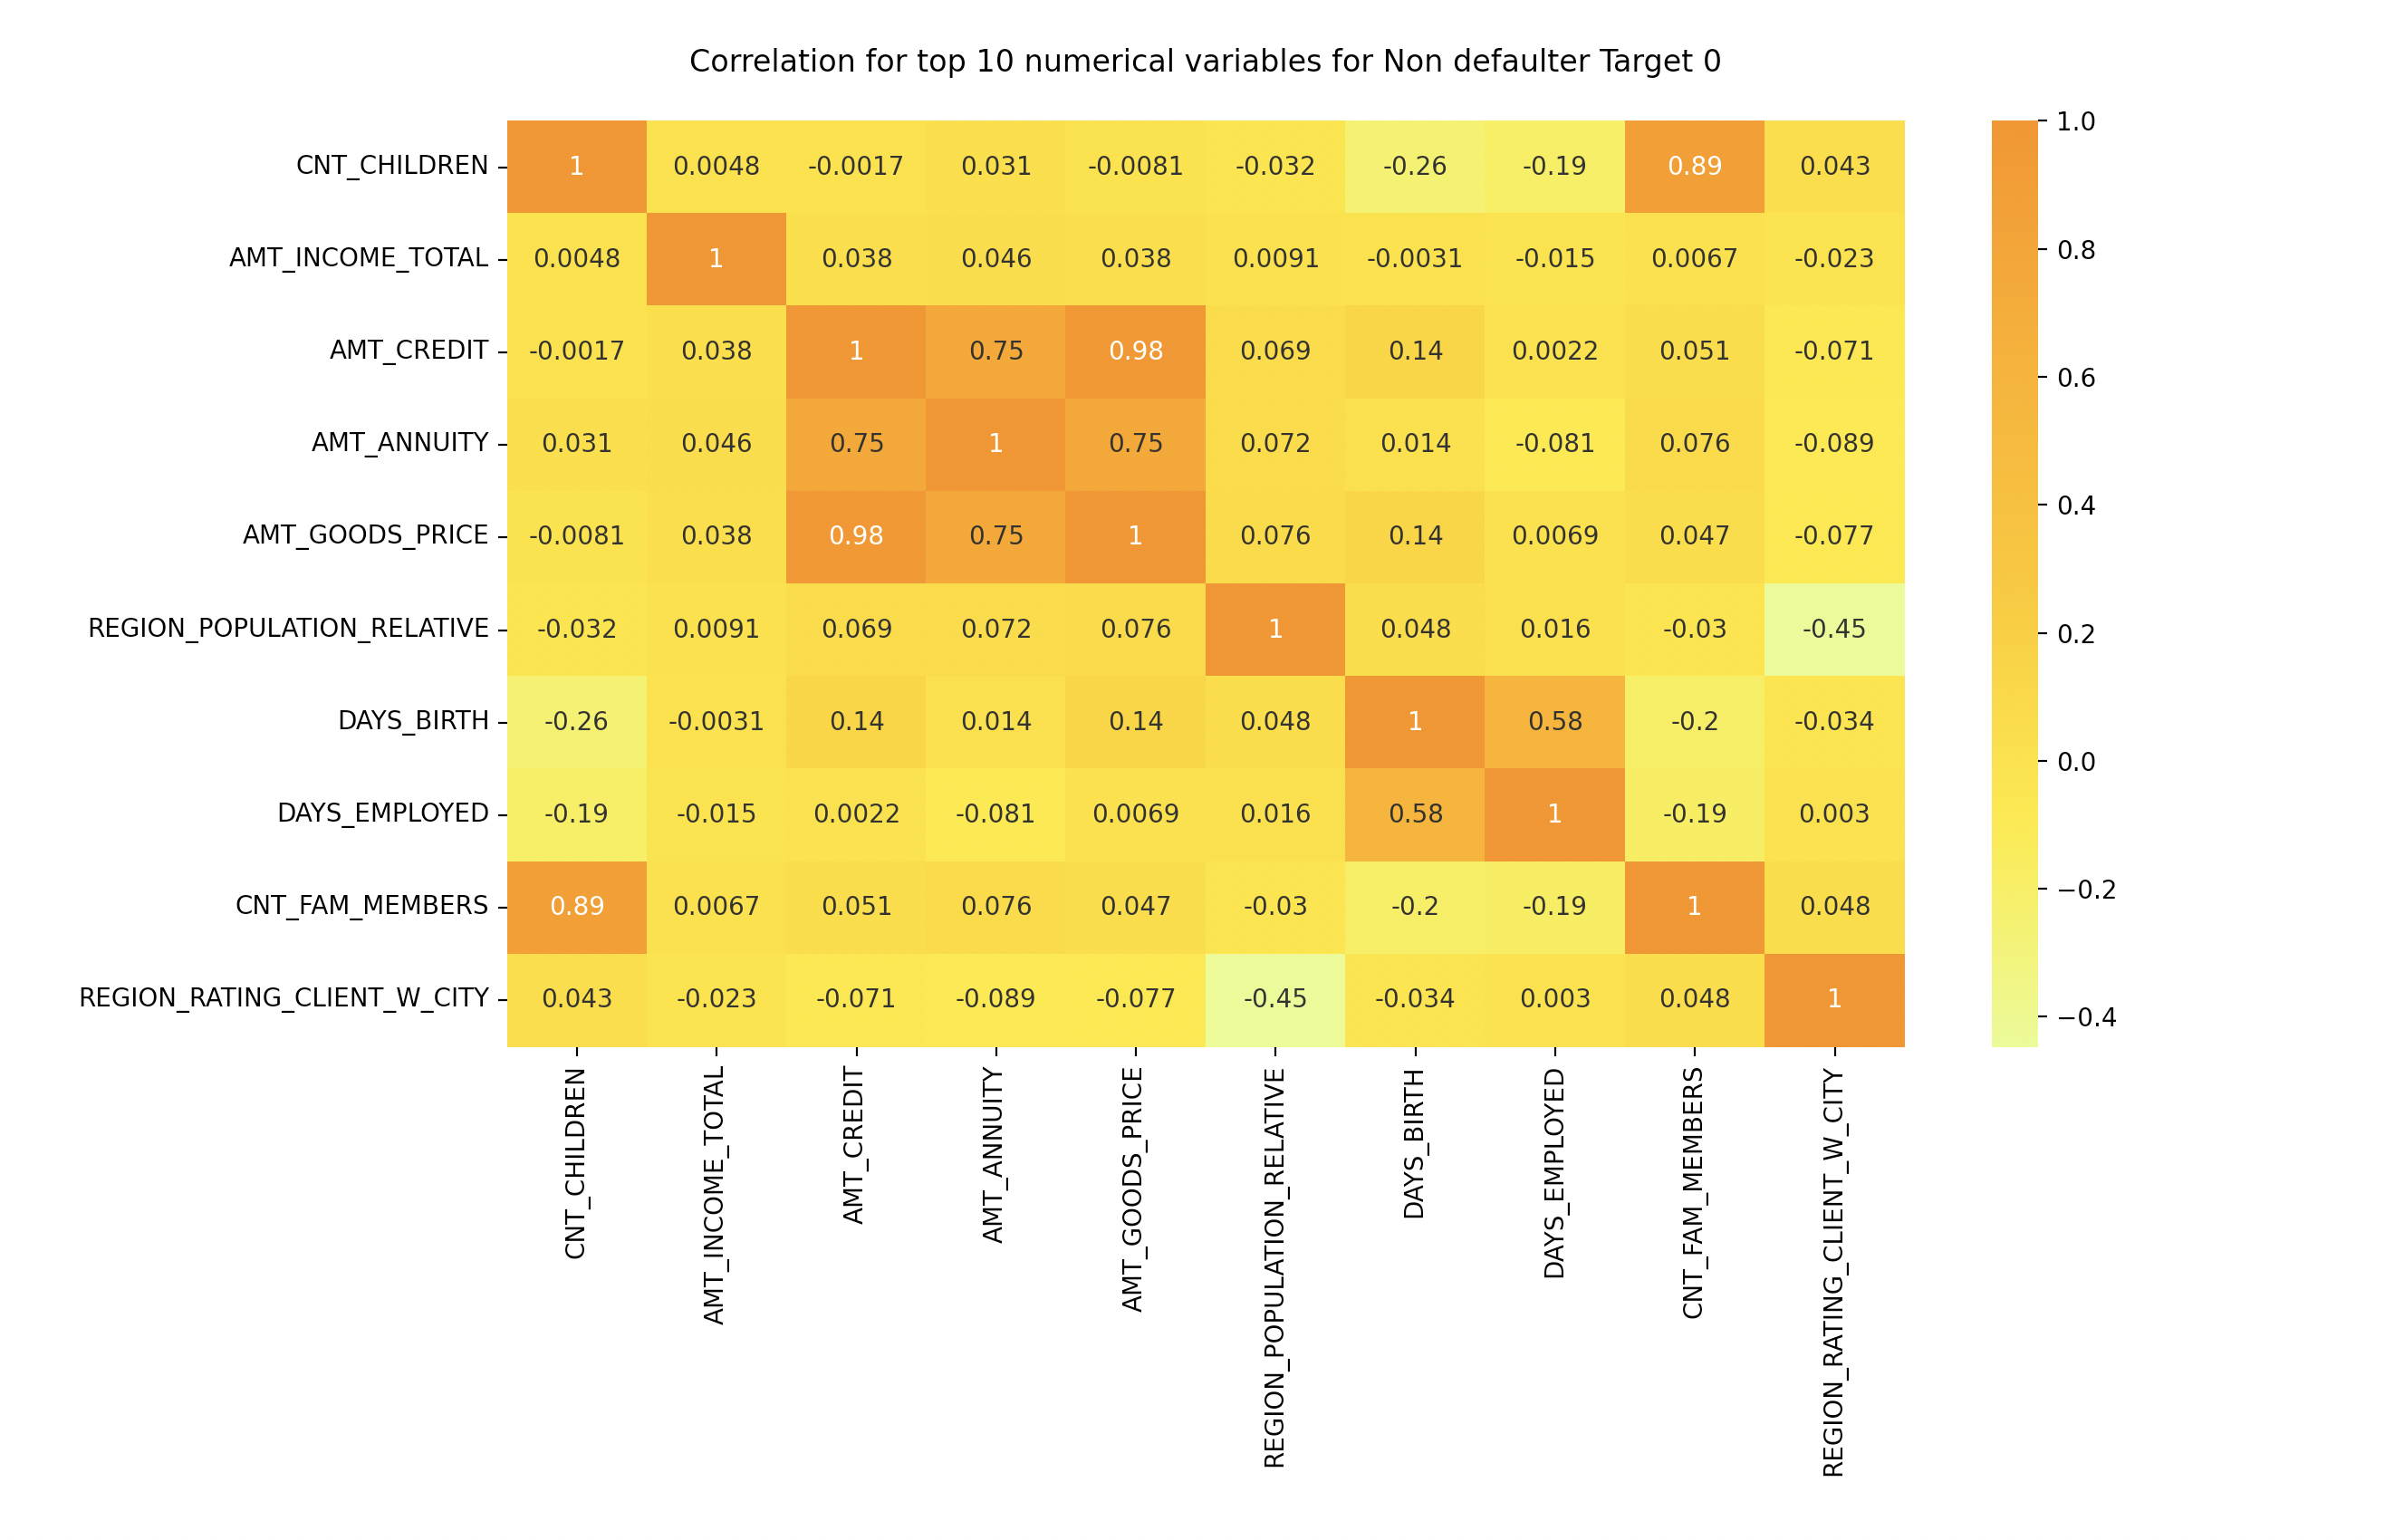 Correlation for top 10 numerical variables for Non defaulter Target 0
CNT_CHILDREN 1 0.0048 -0.0017 0.031 -0.0081 -0.032 -0.26 -0.19 0.89 0.043
AMT_INCOME_TOTAL 0.0048 1 0.038 0.046 0.038 0.0091 -0.0031 -0.015 0.0067 -0.023
AMT_CREDIT -0.0017 0.038 1 0.75 0.98 0.069 0.14 0.0022 0.051 -0.071
AMT_ANNUITY 0.031 0.046 0.75 1 0.75 0.072 0.014 -0.081 0.076 -0.089
AMT_GOODS_PRICE -0.0081 0.038 0.98 0.75 1 0.076 0.14 0.0069 0.047 -0.077
REGION_POPULATION_RELATIVE -0.032 0.0091 0.069 0.072 0.076 1 0.048 0.016 -0.03 -0.45
DAYS_BIRTH -0.26 -0.0031 0.14 0.014 0.14 0.048 1 0.58 -0.2 -0.034
DAYS_EMPLOYED -0.19 -0.015 0.0022 -0.081 0.0069 0.016 0.58 1 -0.19 0.003
CNT_FAM_MEMBERS 0.89 0.0067 0.051 0.076 0.047 -0.03 -0.2 -0.19 1 0.048
REGION_RATING_CLIENT_W_CITY 0.043 -0.023 -0.071 -0.089 -0.077 -0.45 -0.034 0.003 0.048 1
CNT_CHILDREN
AMT_INCOME_TOTAL
AMT_CREDIT
AMT_ANNUITY
AMT_GOODS_PRICE
REGION_POPULATION_RELATIVE
DAYS_BIRTH
DAYS_EMPLOYED
CNT_FAM_MEMBERS
REGION_RATING_CLIENT_W_CITY
1.0
0.8
0.6
0.4
0.2
0.0
−0.2
−0.4